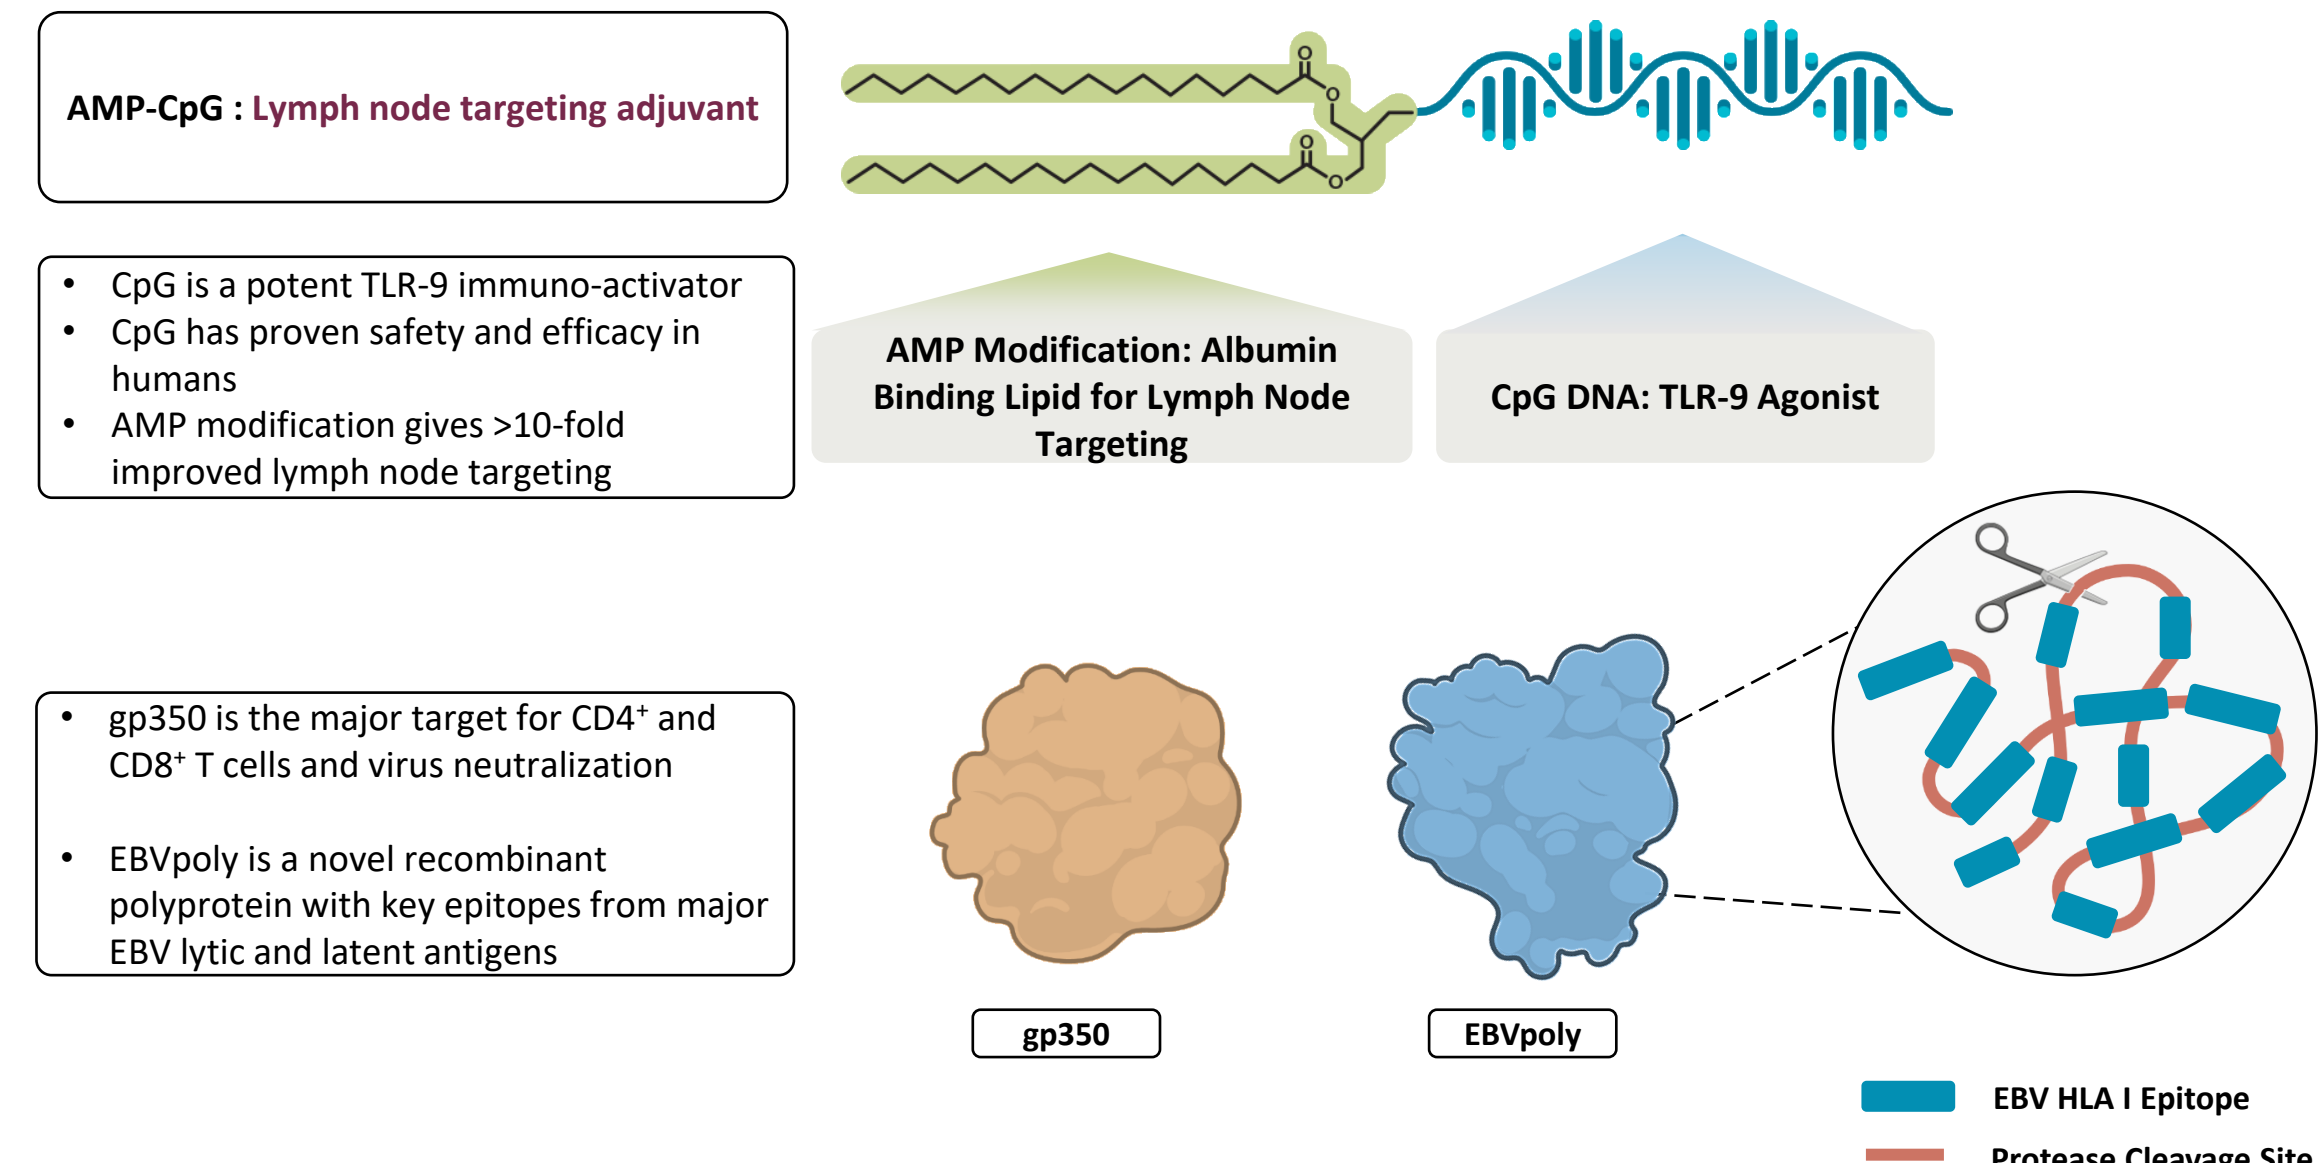 AMP-CpG : Lymph node targeting adjuvant
O
O
O
O
• CpG is a potent TLR-9 immuno-activator
• CpG has proven safety and efficacy in
humans
• AMP modification gives >10-fold
improved lymph node targeting
AMP Modification: Albumin
Binding Lipid for Lymph Node
Targeting
CpG DNA: TLR-9 Agonist
• gp350 is the major target for CD4⁺ and
CD8⁺ T cells and virus neutralization
• EBVpoly is a novel recombinant
polyprotein with key epitopes from major
EBV lytic and latent antigens
gp350
EBVpoly
EBV HLA I Epitope
Protease Cleavage Site